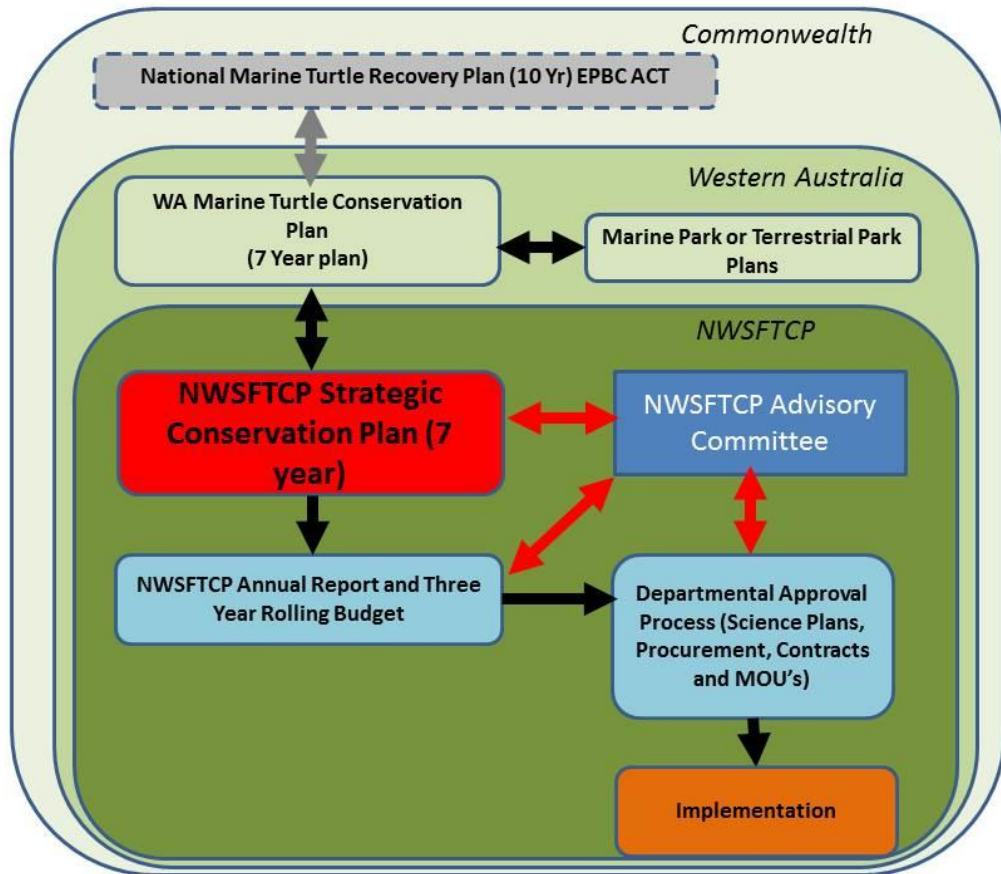 Commonwealth
National Marine Turtle Recovery Plan (10 Yr) EPBC ACT
Western Australia
WA Marine Turtle Conservation
Plan
(7 Year plan)
Marine Park or Terrestrial Park
Plans
NWSFTCP
NWSFTCP Strategic
Conservation Plan (7
year)
NWSFTCP Advisory
Committee
NWSFTCP Annual Report and Three
Year Rolling Budget
Departmental Approval
Process (Science Plans,
Procurement, Contracts
and MOU’s)
Implementation